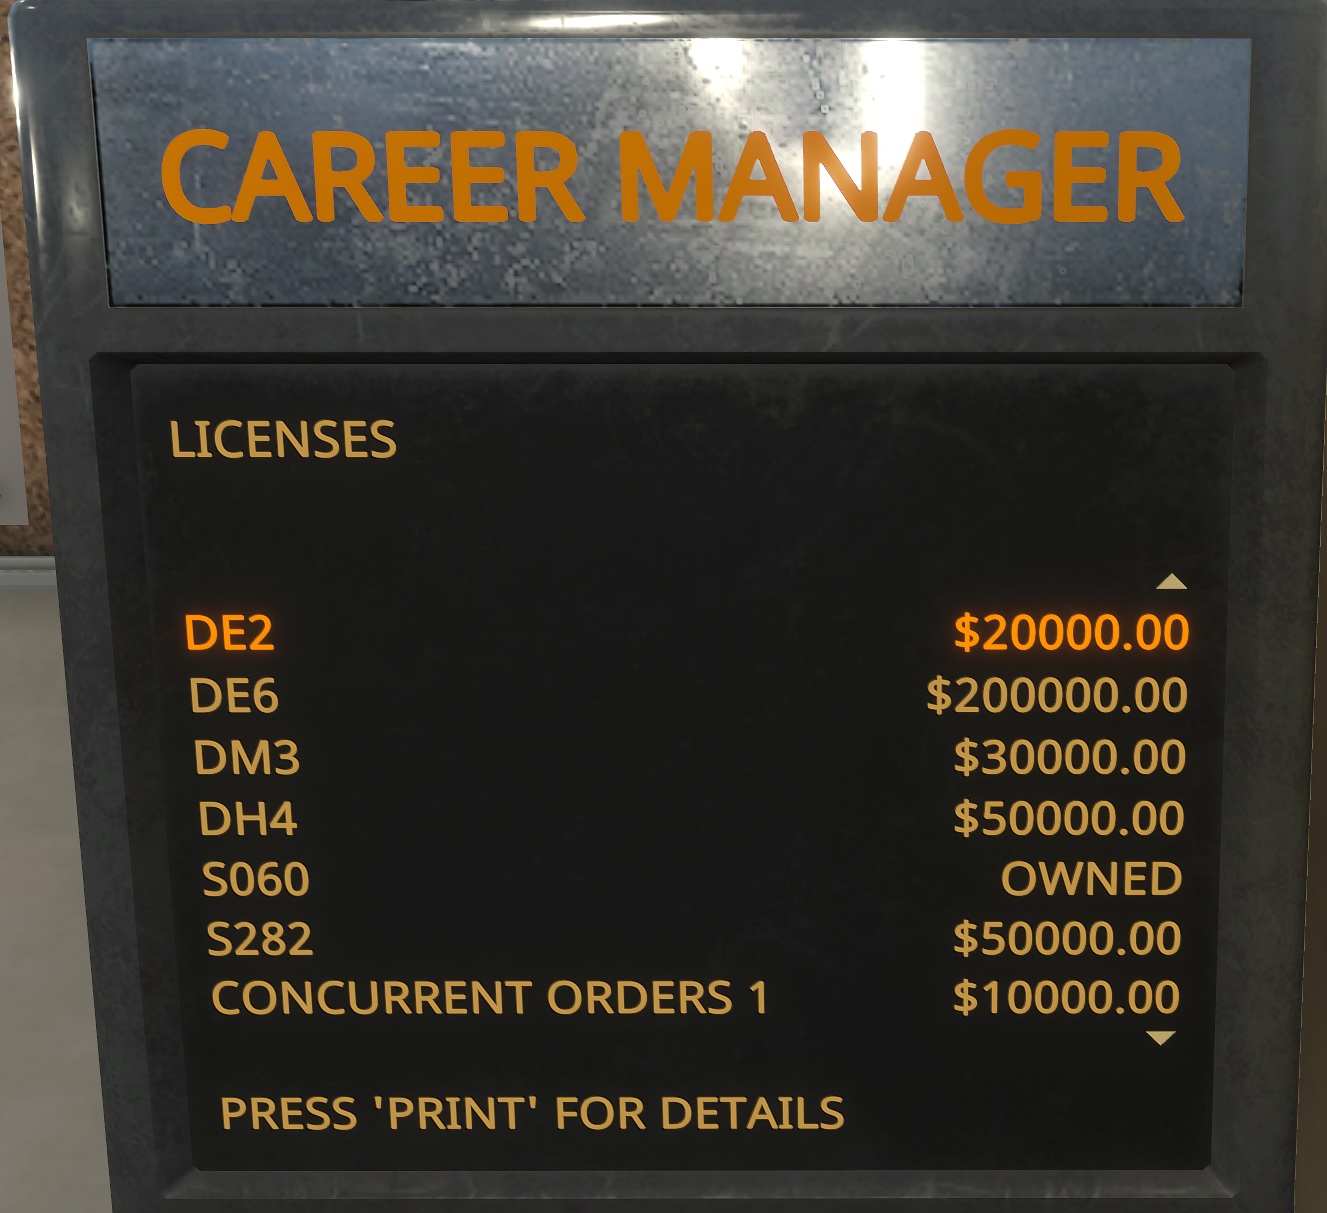 CAREER MANAGER
LICENSES
DE2 $20000.00
DE6 $200000.00
DM3 $30000.00
DH4 $50000.00
S060 OWNED
S282 $50000.00
CONCURRENT ORDERS 1 $10000.00
PRESS 'PRINT' FOR DETAILS